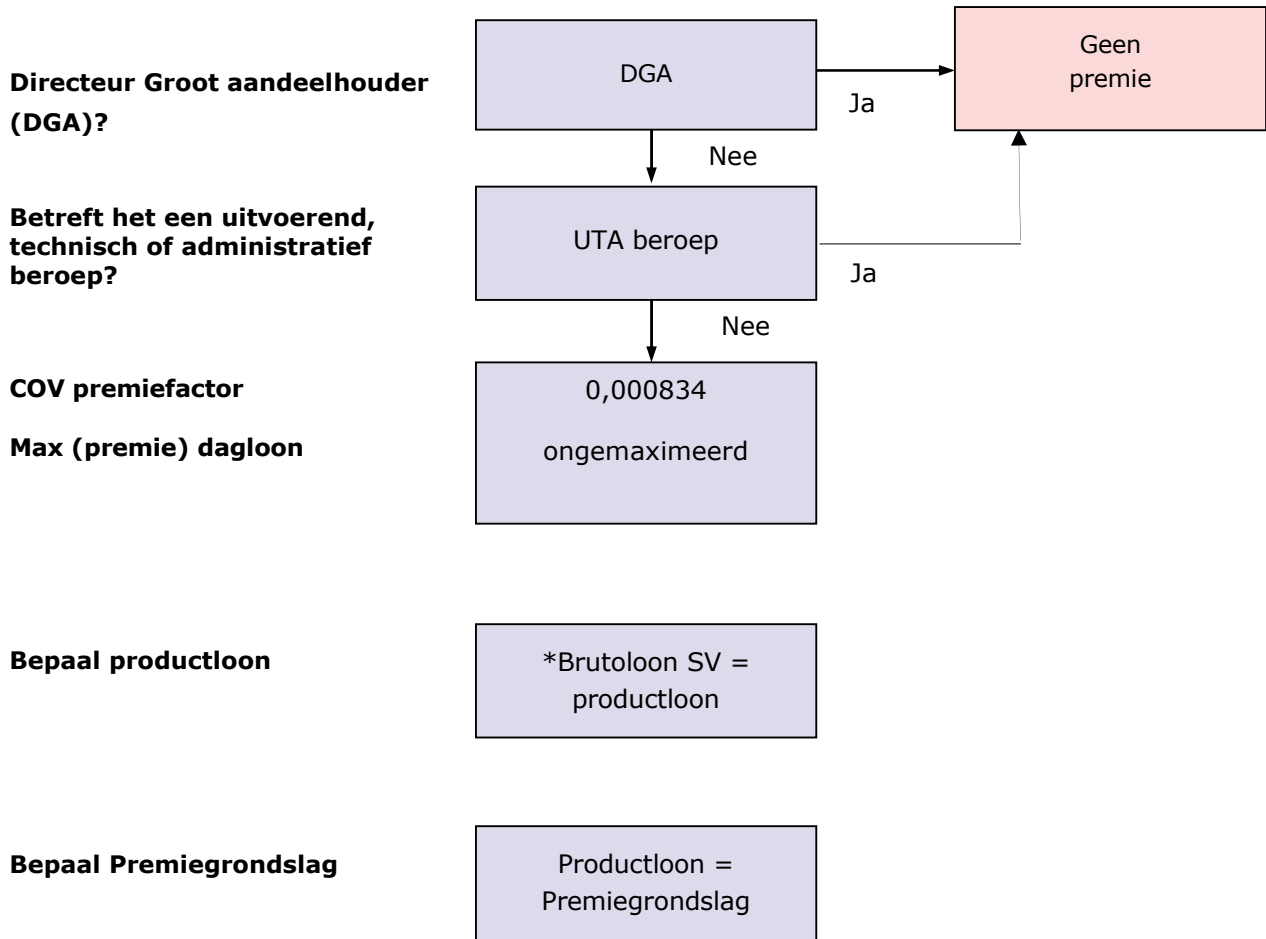 Directeur Groot aandeelhouder
(DGA)?
DGA
Ja
Geen
premie
Nee
Betreft het een uitvoerend,
technisch of administratief
beroep?
UTA beroep
Ja
Nee
COV premiefactor
0,000834
Max (premie) dagloon
ongemaximeerd
Bepaal productloon
*Brutoloon SV =
productloon
Bepaal Premiegrondslag
Productloon =
Premiegrondslag